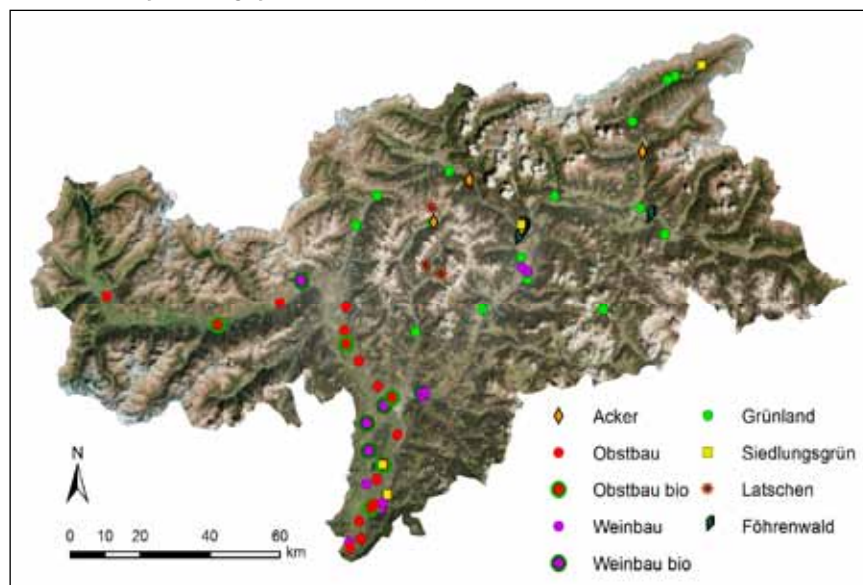 Acker
Obstbau
Obstbau bio
Weinbau
Weinbau bio
Grünland
Siedlungsgrün
Latschen
Föhrenwald
N
0 10 20 40 60
km